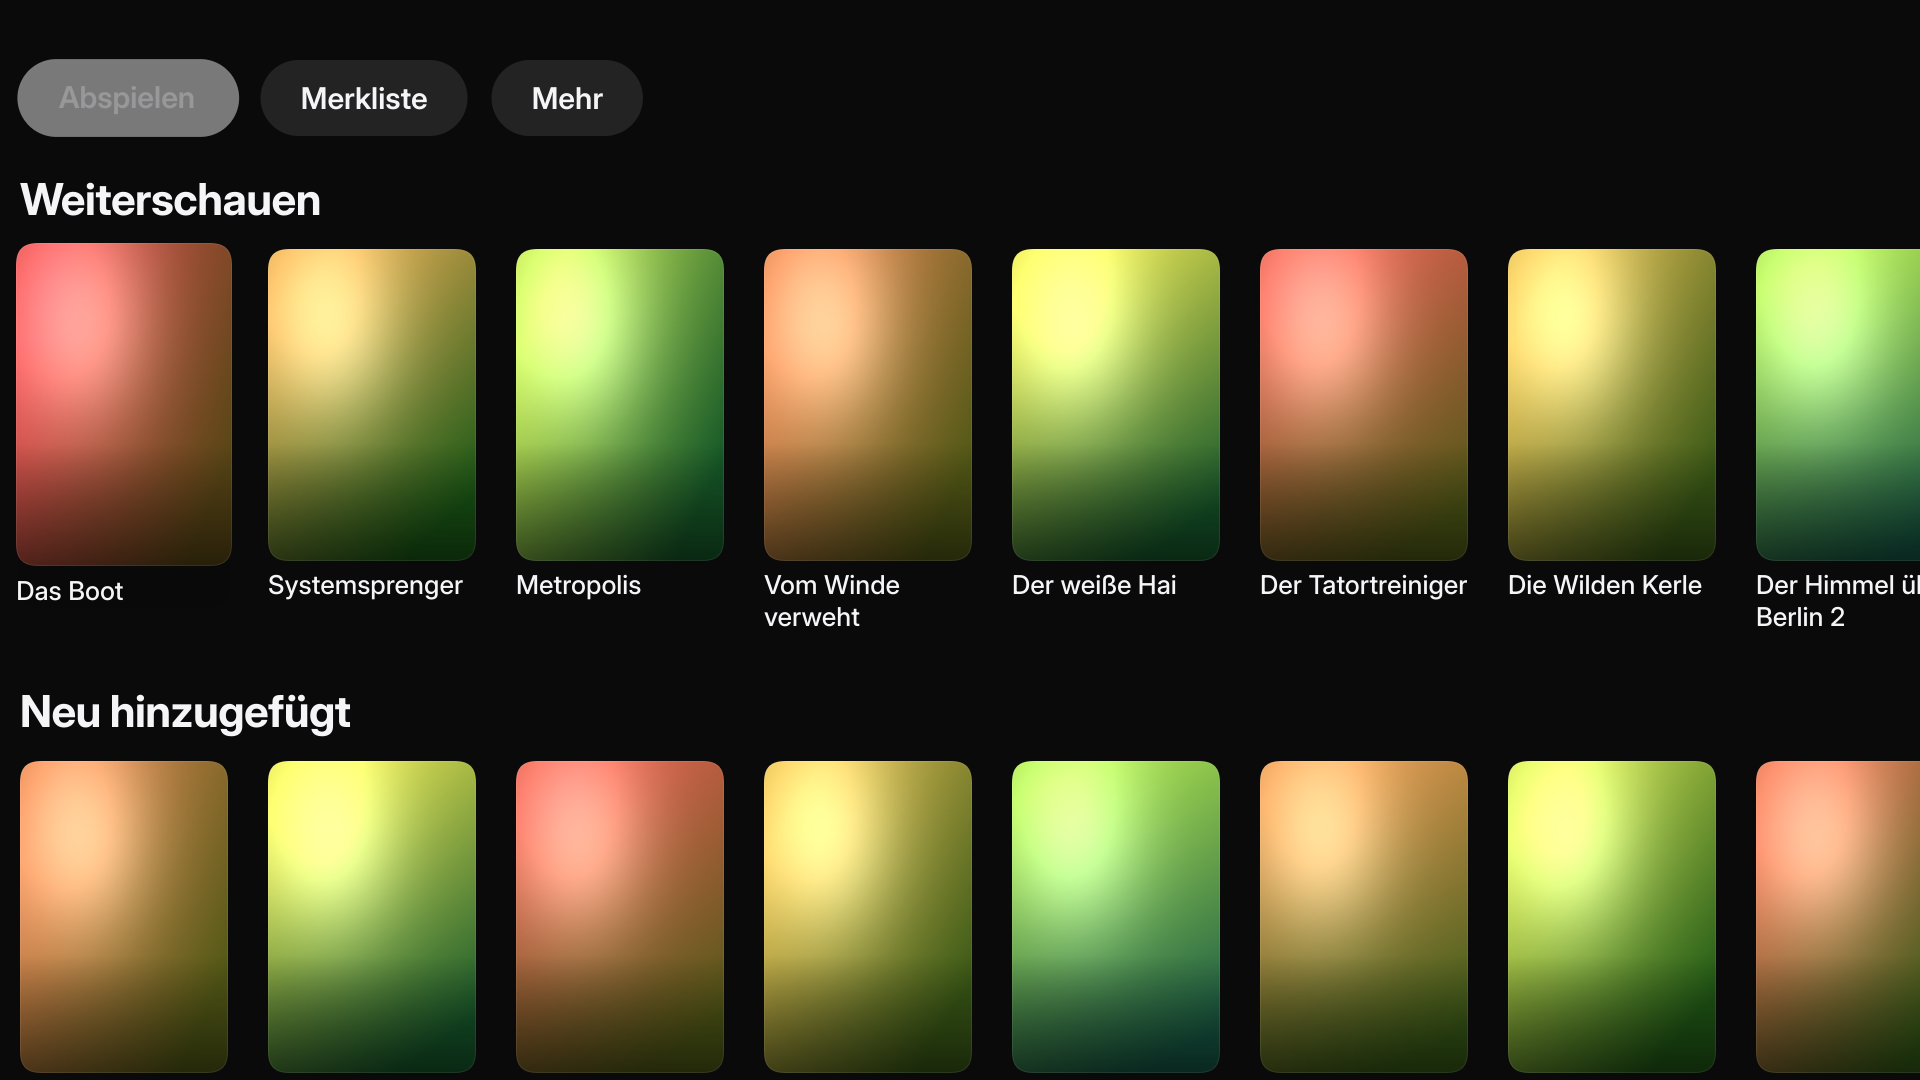 Abspielen
Merkliste
Mehr
Weiterschauen
Das Boot
Systemsprenger
Metropolis
Vom Winde
verweht
Der weiße Hai
Der Tatortreiniger
Die Wilden Kerle
Der Himmel
Berlin 2
Neu hinzugefügt